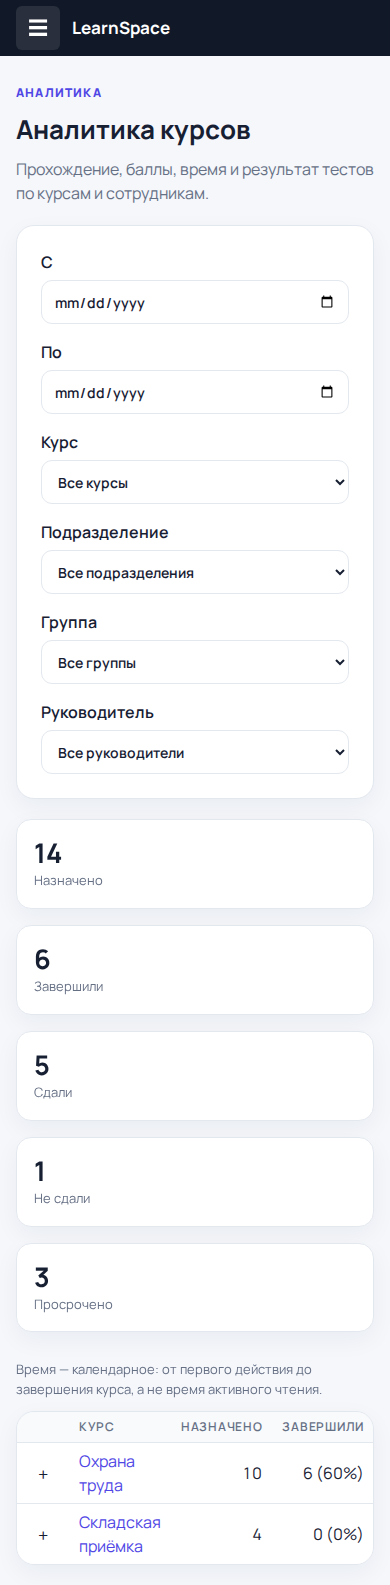 ☰ LearnSpace
АНАЛИТИКА
Аналитика курсов
Прохождение, баллы, время и результат тестов
по курсам и сотрудникам.
С
mm/dd/yyyy
По
mm/dd/yyyy
Курс
Все курсы
Подразделение
Все подразделения
Группа
Все группы
Руководитель
Все руководители
14
Назначено
6
Завершили
5
Сдали
1
Не сдали
3
Просрочено
Время — календарное: от первого действия до
завершения курса, а не время активного чтения.
КУРС НАЗНАЧЕНО ЗАВЕРШИЛИ
+ Охрана труда 10 6 (60%)
+ Складская приёмка 4 0 (0%)